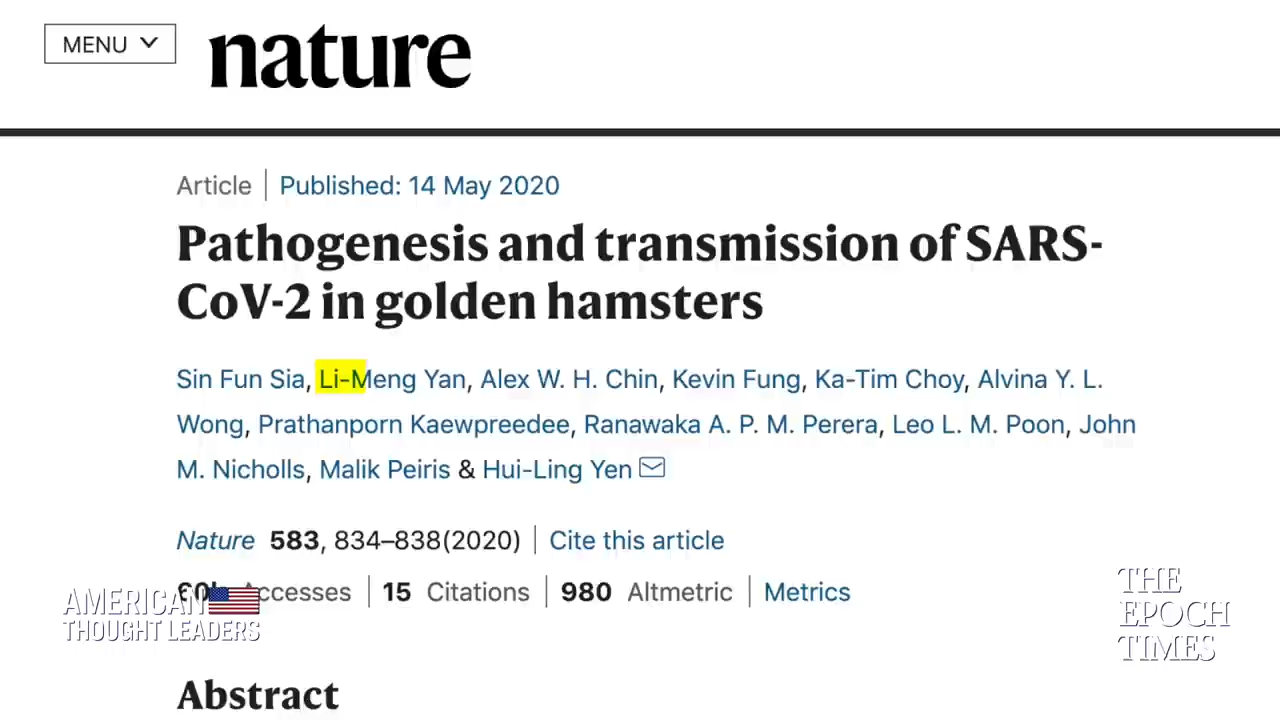 MENU
nature
Article | Published: 14 May 2020
Pathogenesis and transmission of SARS-
CoV-2 in golden hamsters
Sin Fun Sia, Li-Meng Yan, Alex W. H. Chin, Kevin Fung, Ka-Tim Choy, Alvina Y. L.
Wong, Prathanporn Kaewpreedee, Ranawaka A. P. M. Perera, Leo L. M. Poon, John
M. Nicholls, Malik Peiris & Hui-Ling Yen
Nature 583, 834–838(2020) | Cite this article
Accesses | 15 Citations | 980 Altmetric | Metrics
AMERICAN
THOUGHT LEADERS
THE
EPOCH
TIMES
Abstract